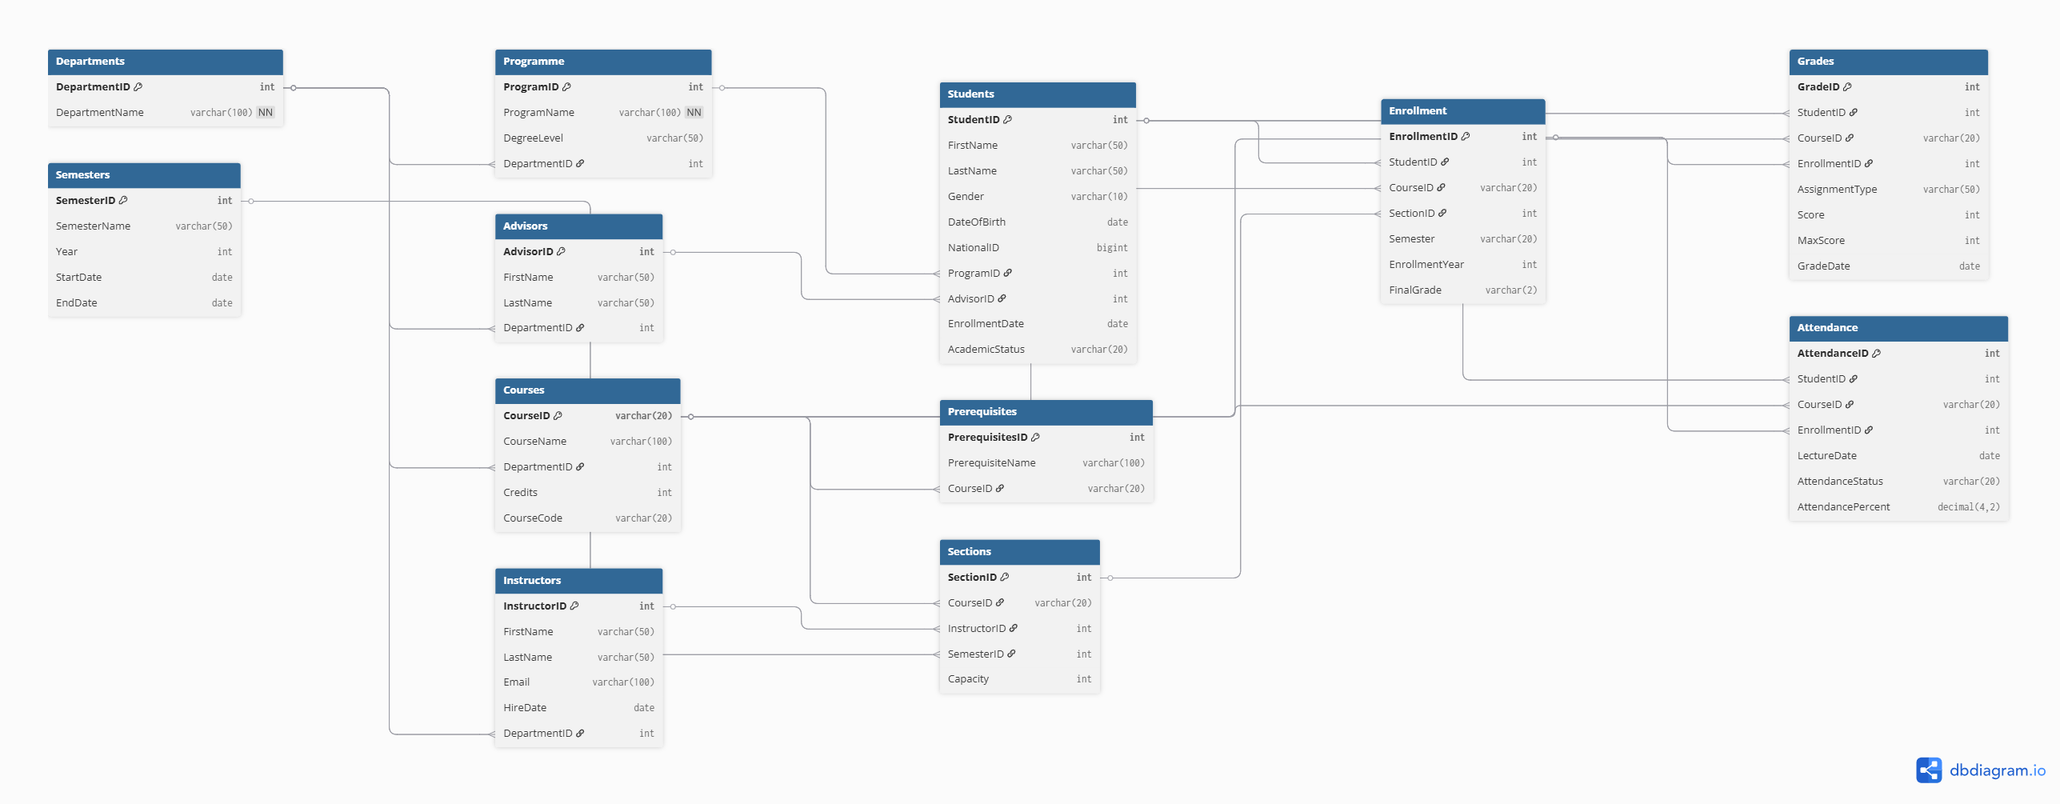 Departments
DepartmentID int
DepartmentName varchar(100) NN
Semesters
SemesterID int
SemesterName varchar(50)
Year int
StartDate date
EndDate date
Programme
ProgramID int
ProgramName varchar(100) NN
DegreeLevel varchar(50)
DepartmentID int
Advisors
AdvisorID int
FirstName varchar(50)
LastName varchar(50)
DepartmentID int
Courses
CourseID varchar(20)
CourseName varchar(100)
DepartmentID int
Credits int
CourseCode varchar(20)
Instructors
InstructorID int
FirstName varchar(50)
LastName varchar(50)
Email varchar(100)
HireDate date
DepartmentID int
Students
StudentID int
FirstName varchar(50)
LastName varchar(50)
Gender varchar(10)
DateOfBirth date
NationalID bigint
ProgramID int
AdvisorID int
EnrollmentDate date
AcademicStatus varchar(20)
Prerequisites
PrerequisitesID int
PrerequisiteName varchar(100)
CourseID varchar(20)
Sections
SectionID int
CourseID varchar(20)
InstructorID int
SemesterID int
Capacity int
Enrollment
EnrollmentID int
StudentID int
CourseID varchar(20)
SectionID int
Semester varchar(20)
EnrollmentYear int
FinalGrade varchar(2)
Grades
GradeID int
StudentID int
CourseID varchar(20)
EnrollmentID int
AssignmentType varchar(50)
Score int
MaxScore int
GradeDate date
Attendance
AttendanceID int
StudentID int
CourseID varchar(20)
EnrollmentID int
LectureDate date
AttendanceStatus varchar(20)
AttendancePercent decimal(4,2)
dbdiagram.io